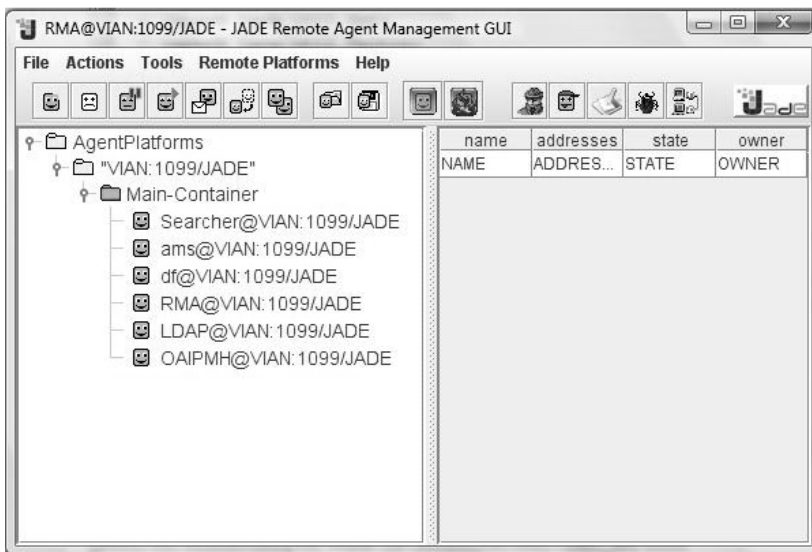 RMA@VIAN:1099/JADE - JADE Remote Agent Management GUI
File Actions Tools Remote Platforms Help
Jade
AgentPlatforms
"VIAN:1099/JADE"
Main-Container
Searcher@VIAN:1099/JADE
ams@VIAN:1099/JADE
df@VIAN:1099/JADE
RMA@VIAN:1099/JADE
LDAP@VIAN:1099/JADE
OAIPMH@VIAN:1099/JADE
name addresses state owner
NAME ADDRES... STATE OWNER